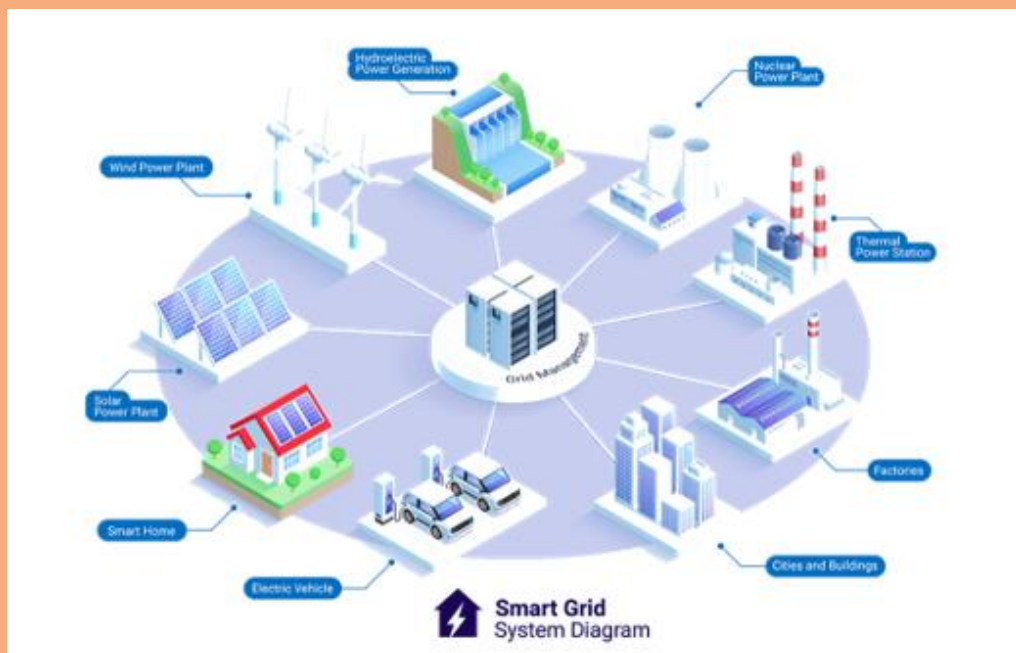 Hydroelectric
Power Generation
Nuclear
Power Plant
Wind Power Plant
Thermal
Power Station
Grid Management
Solar
Power Plant
Factories
Smart Home
Cities and Buildings
Electric Vehicle
Smart Grid
System Diagram